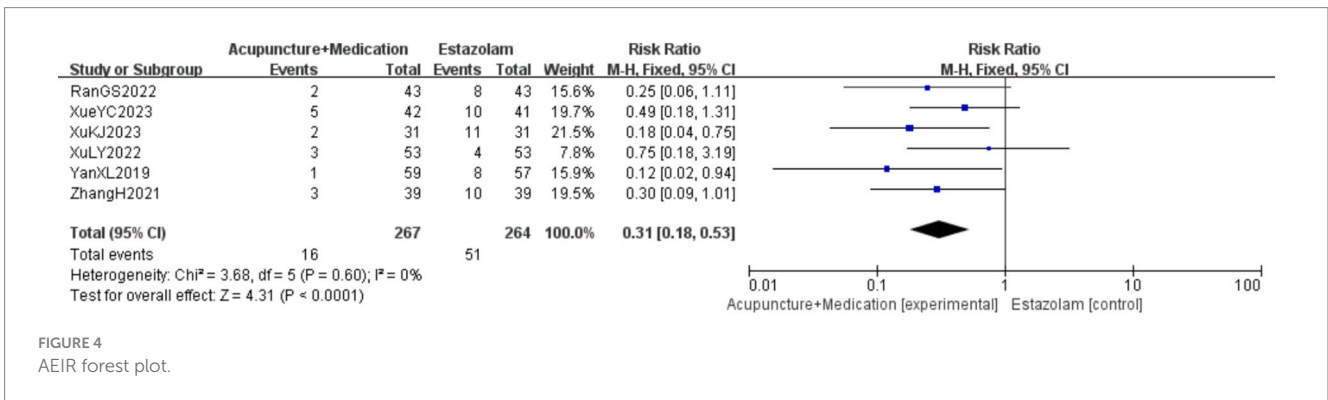 Acupuncture+Medication Estazolam Risk Ratio Risk Ratio
Study or Subgroup Events Total Events Total Weight M-H, Fixed, 95% CI M-H, Fixed, 95% CI
RanGS2022 2 43 8 43 15.6% 0.25 [0.06, 1.11]
XueYC2023 5 42 10 41 19.7% 0.49 [0.18, 1.31]
XuKJ2023 2 31 11 31 21.5% 0.18 [0.04, 0.75]
XuLY2022 3 53 4 53 7.8% 0.75 [0.18, 3.19]
YanXL2019 1 59 8 57 15.9% 0.12 [0.02, 0.94]
ZhangH2021 3 39 10 39 19.5% 0.30 [0.09, 1.01]
Total (95% CI) 267 264 100.0% 0.31 [0.18, 0.53]
Total events 16 51
Heterogeneity: Chi² = 3.68, df = 5 (P = 0.60); I² = 0%
Test for overall effect: Z = 4.31 (P < 0.0001)
0.01 0.1 1 10 100
Acupuncture+Medication [experimental] Estazolam [control]
FIGURE 4
AEIR forest plot.